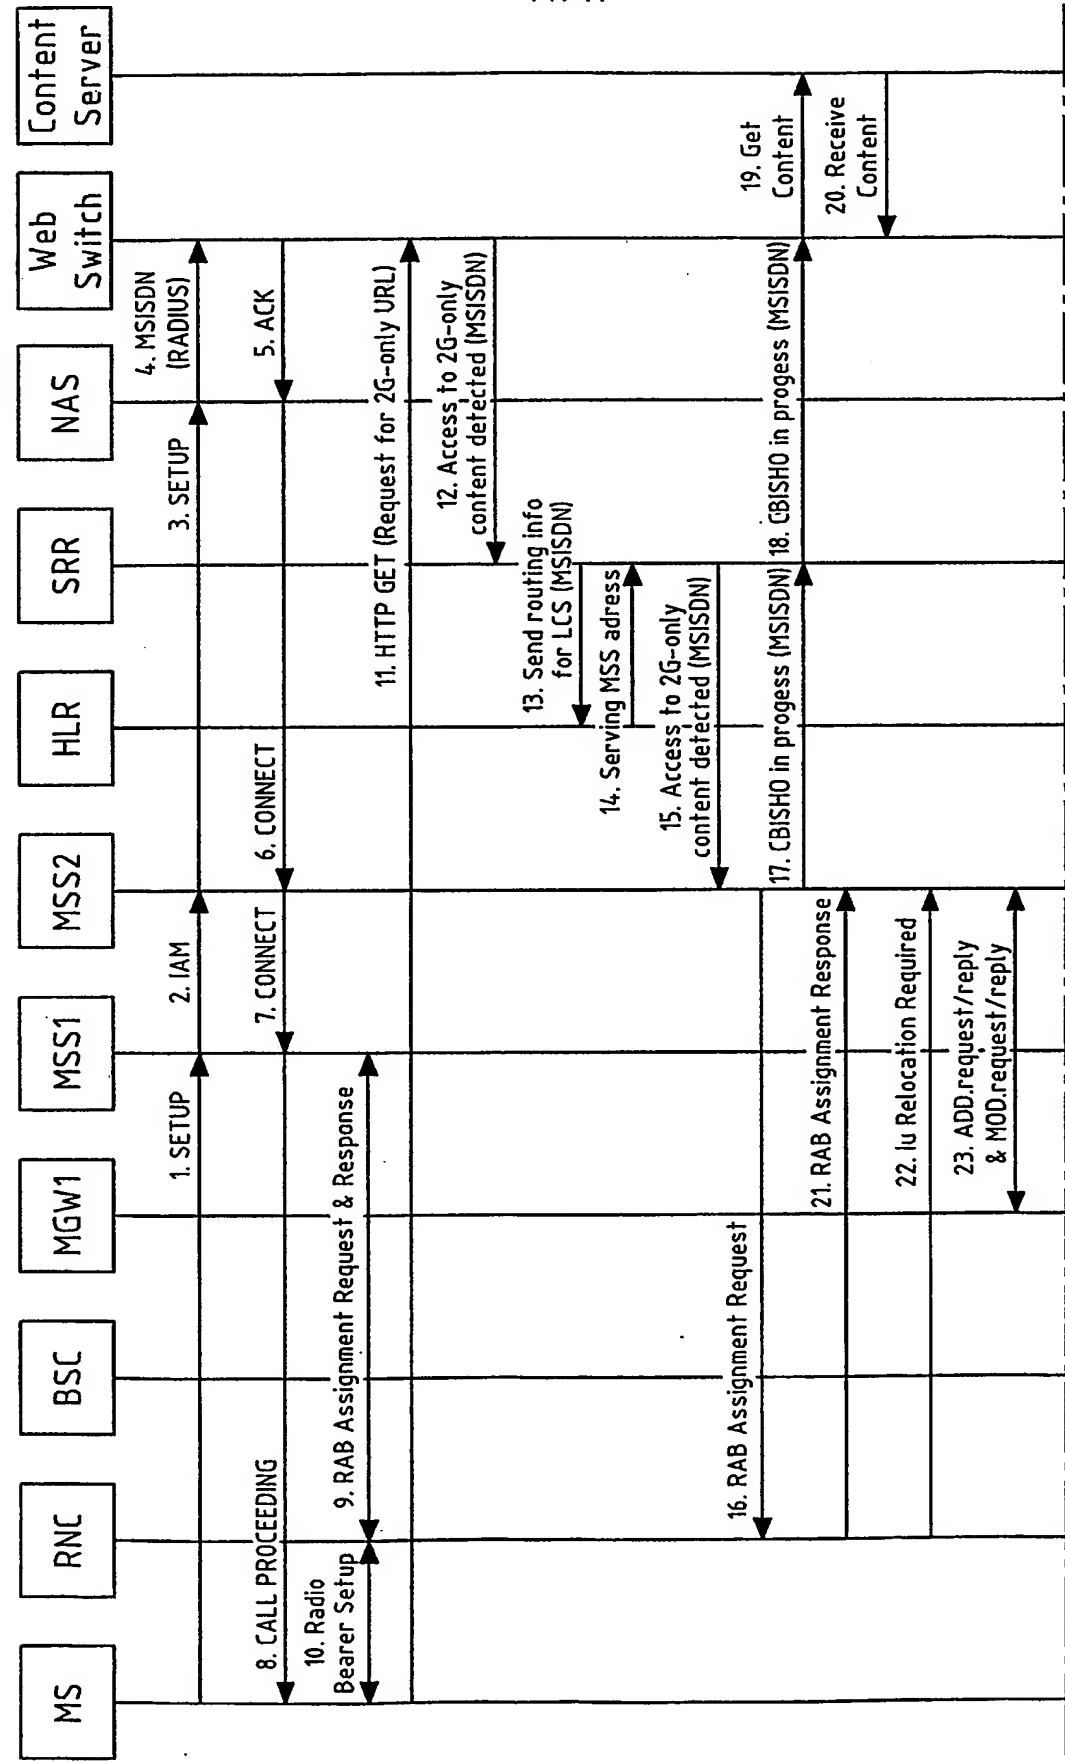 MS
RNC
BSC
MGW1
MSS1
MSS2
HLR
SRR
NAS
Web
Switch
Content
Server
1. SETUP
2. IAM
3. SETUP
4. MSISDN
(RADIUS)
5. ACK
6. CONNECT
7. CONNECT
8. CALL PROCEEDING
9. RAB Assignment Request & Response
10. Radio
Bearer Setup
11. HTTP GET (Request for 2G-only URL)
12. Access to 2G-only
content detected (MSISDN)
13. Send routing info
for LCS (MSISDN)
14. Serving MSS adress
15. Access to 2G-only
content detected (MSISDN)
16. RAB Assignment Request
17. CBISHO in progess (MSISDN)
18. CBISHO in progess (MSISDN)
19. Get
Content
20. Receive
Content
21. RAB Assignment Response
22. Iu Relocation Required
23. ADD.request/reply
& MOD.request/reply